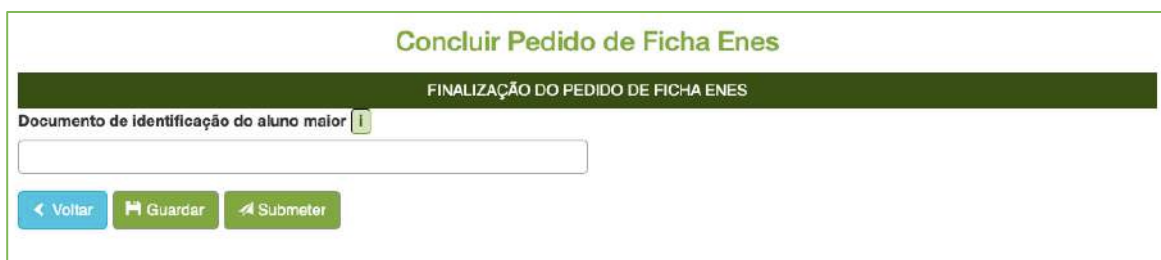 Concluir Pedido de Ficha Enes
FINALIZAÇÃO DO PEDIDO DE FICHA ENES
Documento de identificação do aluno maior i
Voltar Guardar Submeter